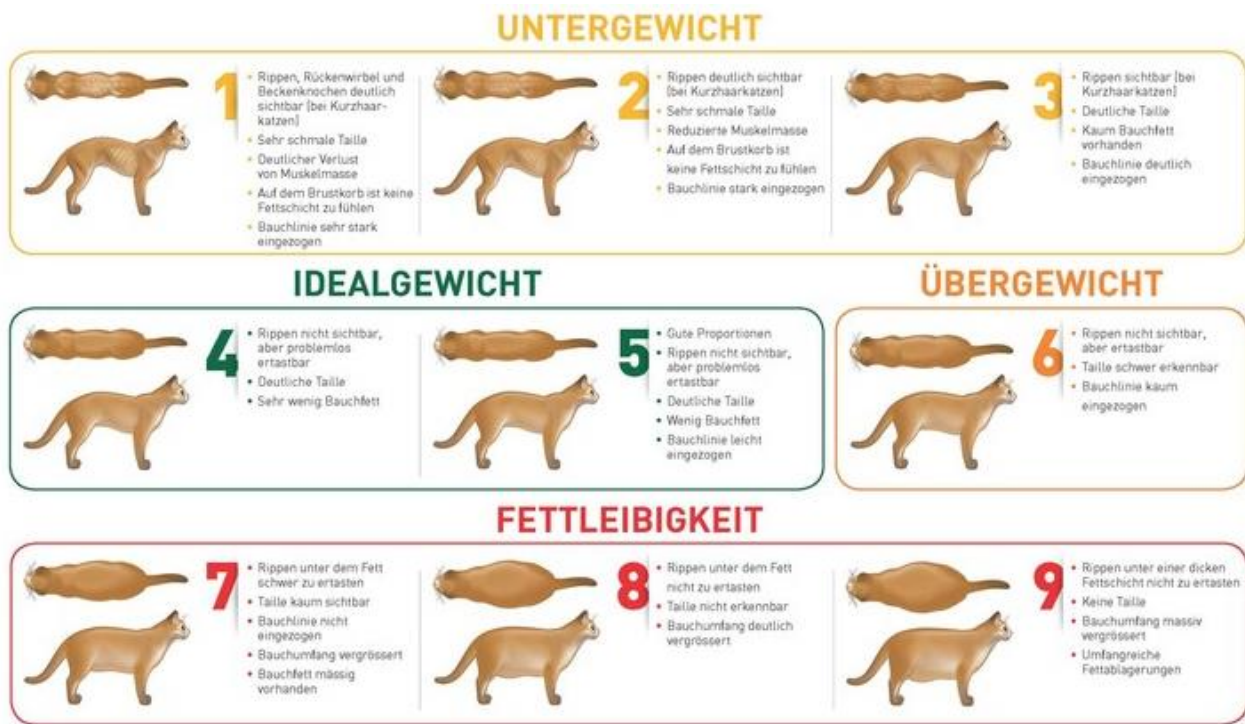 UNTERGEWICHT
1
• Rippen, Rückenwirbel und
Beckenknochen deutlich
sichtbar (bei Kurzhaar-
katzen)
• Sehr schmale Taille
• Deutlicher Verlust
von Muskelmasse
• Auf dem Brustkorb ist keine
Fettschicht zu fühlen
• Bauchlinie sehr stark
eingezogen
2
• Rippen deutlich sichtbar
(bei Kurzhaarkatzen)
• Sehr schmale Taille
• Reduzierte Muskelmasse
• Auf dem Brustkorb ist
keine Fettschicht zu fühlen
• Bauchlinie stark eingezogen
3
• Rippen sichtbar (bei
Kurzhaarkatzen)
• Deutliche Taille
• Kaum Bauchfett
vorhanden
• Bauchlinie deutlich
eingezogen
IDEALGEWICHT
4
• Rippen nicht sichtbar,
aber problemlos
ertastbar
• Deutliche Taille
• Sehr wenig Bauchfett
5
• Gute Proportionen
• Rippen nicht sichtbar,
aber problemlos
ertastbar
• Deutliche Taille
• Wenig Bauchfett
• Bauchlinie leicht
eingezogen
ÜBERGEWICHT
6
• Rippen nicht sichtbar,
aber ertastbar
• Taille schwer erkennbar
• Bauchlinie kaum
eingezogen
FETTLEIBIGKEIT
7
• Rippen unter dem Fett
schwer zu ertasten
• Taille kaum sichtbar
• Bauchlinie nicht
eingezogen
• Bauchumfang vergrössert
• Bauchfett mässig
vorhanden
8
• Rippen unter dem Fett
nicht zu ertasten
• Taille nicht erkennbar
• Bauchumfang deutlich
vergrössert
9
• Rippen unter einer dicken
Fettschicht nicht zu ertasten
• Keine Taille
• Bauchumfang massiv
vergrössert
• Umfangreiche
Fettablagerungen